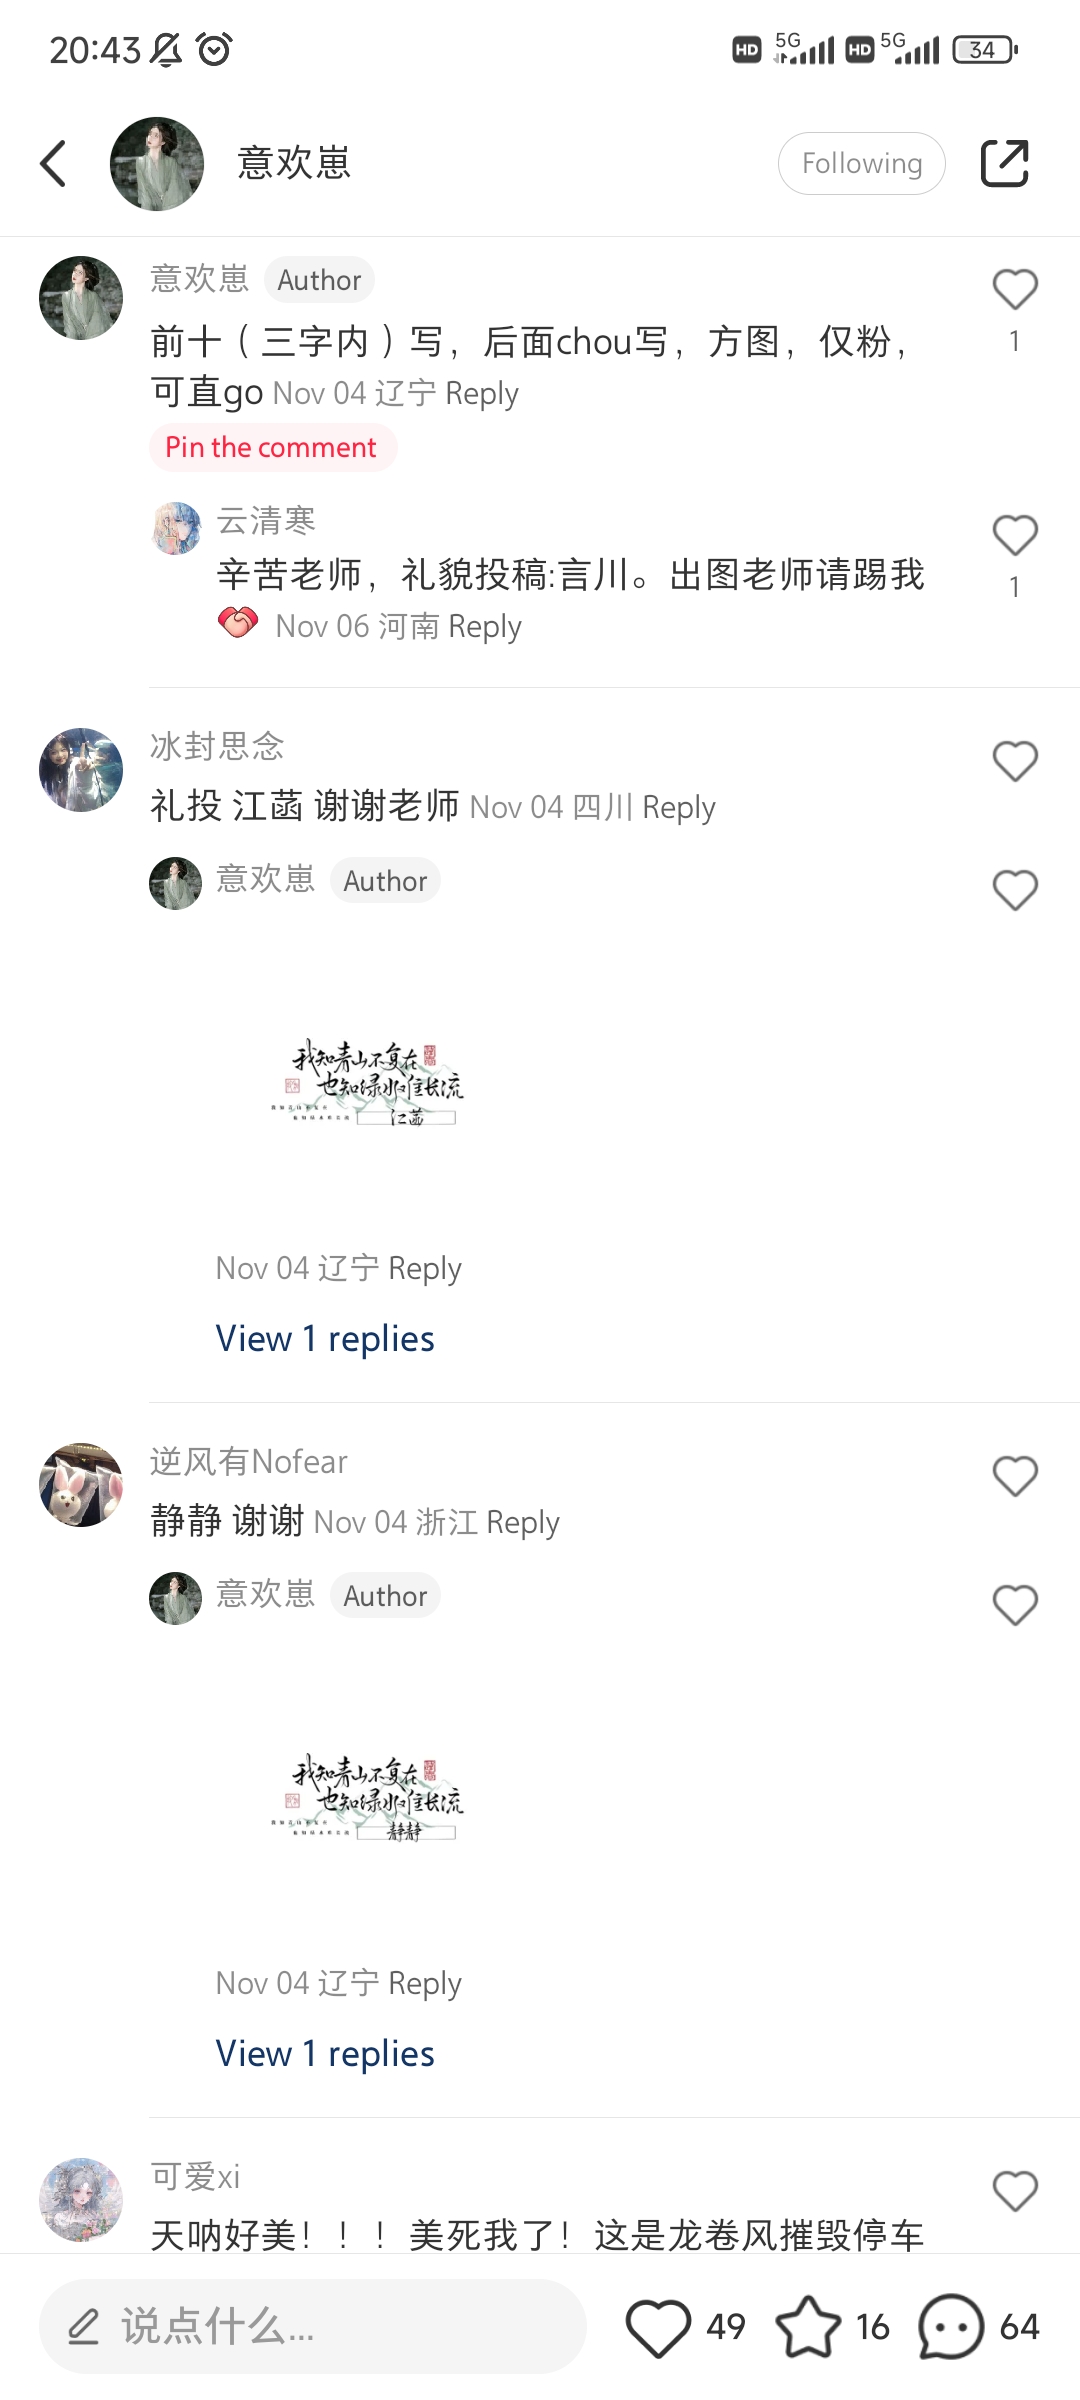 20:43 HD 5G HD 5G 34
意欢崽 Following
意欢崽 Author
前十（三字内）写，后面chou写，方图，仅粉，
可直go Nov 04 辽宁 Reply
1
Pin the comment
云清寒
辛苦老师，礼貌投稿:言川。出图老师请踢我
1
Nov 06 河南 Reply
冰封思念
礼投 江菡 谢谢老师 Nov 04 四川 Reply
意欢崽 Author
我知青山不复在
也知绿水难长流
江菡
Nov 04 辽宁 Reply
View 1 replies
逆风有Nofear
静静 谢谢 Nov 04 浙江 Reply
意欢崽 Author
我知青山不复在
也知绿水难长流
静静
Nov 04 辽宁 Reply
View 1 replies
可爱xi
天呐好美！！！美死我了！这是龙卷风摧毁停车
说点什么... 49 16 64